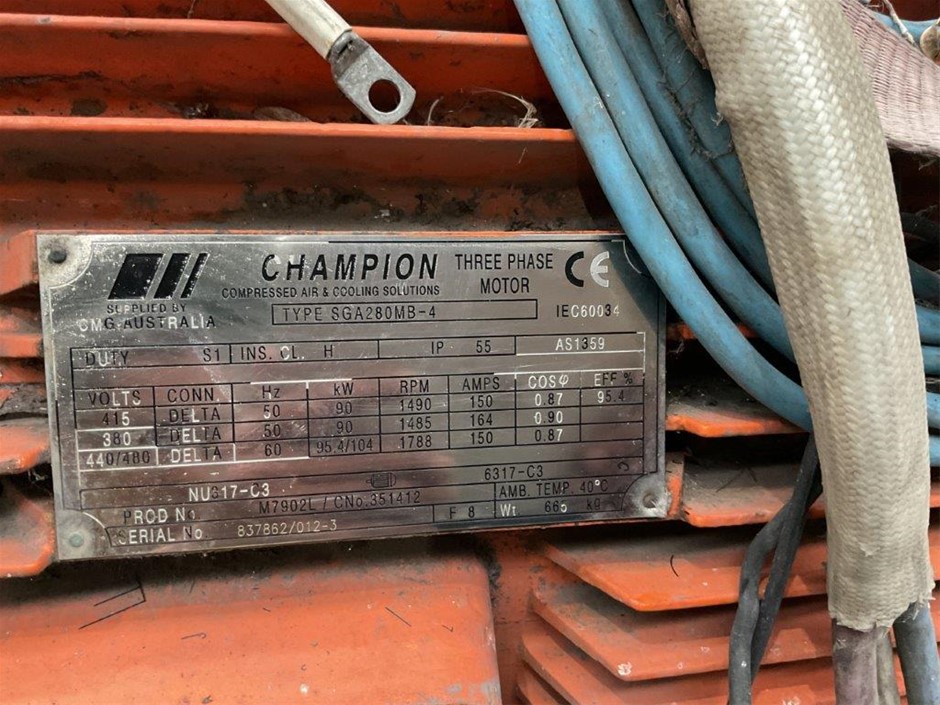 CHAMPION THREE PHASE MOTOR CE
COMPRESSED AIR & COOLING SOLUTIONS
SUPPLIED BY
CMG AUSTRALIA
TYPE SGA280MB-4 IEC60034
DUTY S1 INS. CL. H IP 55 AS1359
VOLTS CONN. Hz kW RPM AMPS COSφ EFF %
415 DELTA 50 90 1490 150 0.87 95.4
380 DELTA 50 90 1485 164 0.90
440/480 DELTA 60 95.4/104 1788 150 0.87
NU317-C3 6317-C3
PROD No. M7902L / CNo.351412 AMB. TEMP. 40°C
SERIAL No 837862/012-3 F 8 Wt. kg